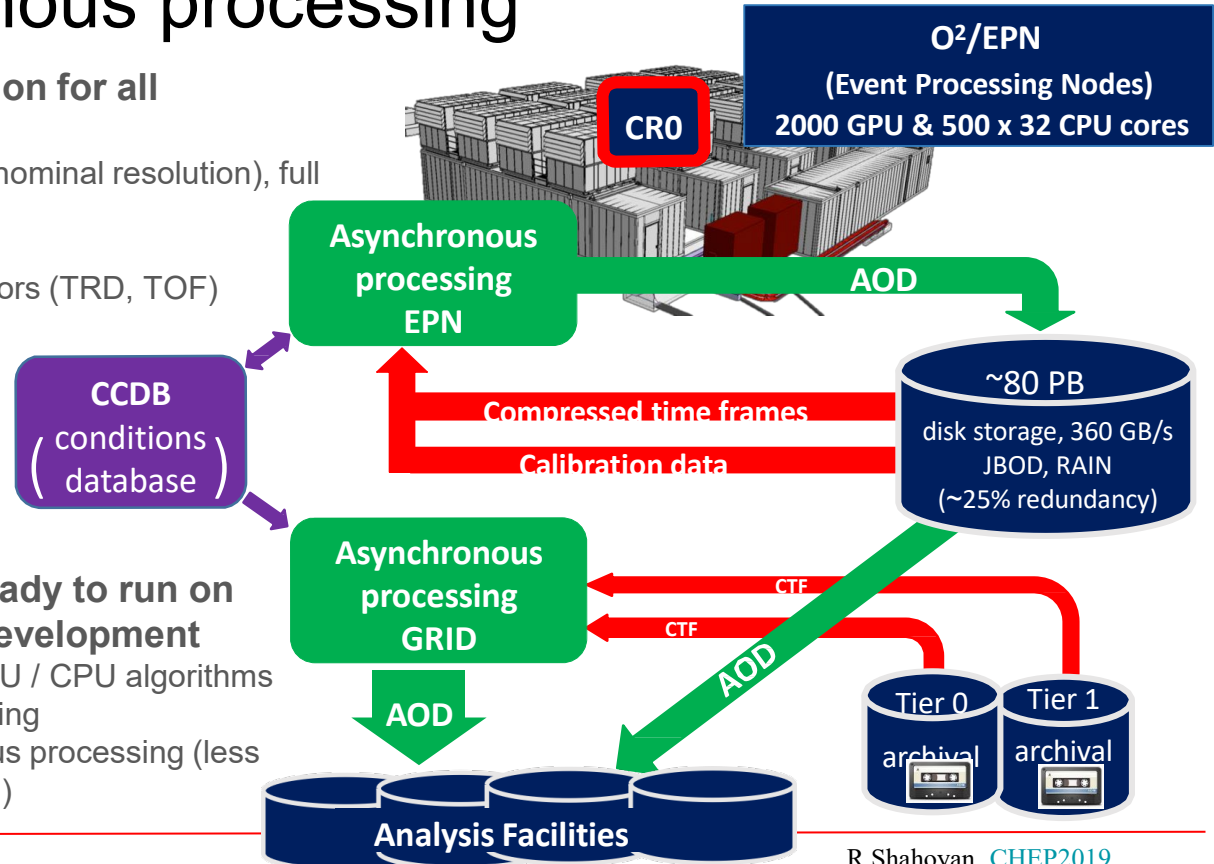 nous processing
on for all
nominal resolution), full
ors (TRD, TOF)
ady to run on
evelopment
U / CPU algorithms
ing
us processing (less
)
O²/EPN
(Event Processing Nodes)
2000 GPU & 500 x 32 CPU cores
CR0
Asynchronous
processing
EPN
AOD
CCDB
( conditions
database )
Compressed time frames
Calibration data
~80 PB
disk storage, 360 GB/s
JBOD, RAIN
(~25% redundancy)
Asynchronous
processing
GRID
CTF
CTF
AOD
AOD
Tier 0
archival
Tier 1
archival
Analysis Facilities
R.Shahoyan, CHEP2019